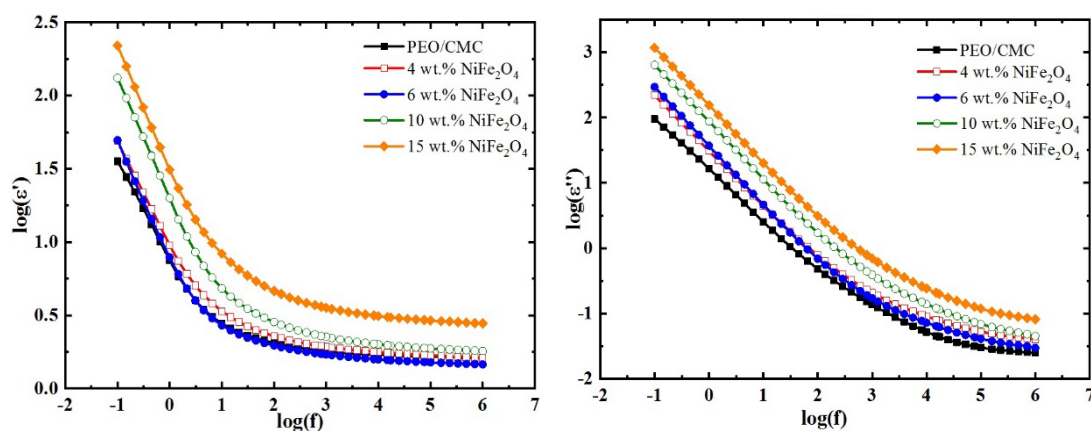 2.5
2.0
1.5
1.0
0.5
0.0
log(ε')
-2 -1 0 1 2 3 4 5 6 7
log(f)
PEO/CMC
4 wt.% NiFe₂O₄
6 wt.% NiFe₂O₄
10 wt.% NiFe₂O₄
15 wt.% NiFe₂O₄
3
2
1
0
-1
-2
log(ε'')
-2 -1 0 1 2 3 4 5 6 7
log(f)
PEO/CMC
4 wt.% NiFe₂O₄
6 wt.% NiFe₂O₄
10 wt.% NiFe₂O₄
15 wt.% NiFe₂O₄